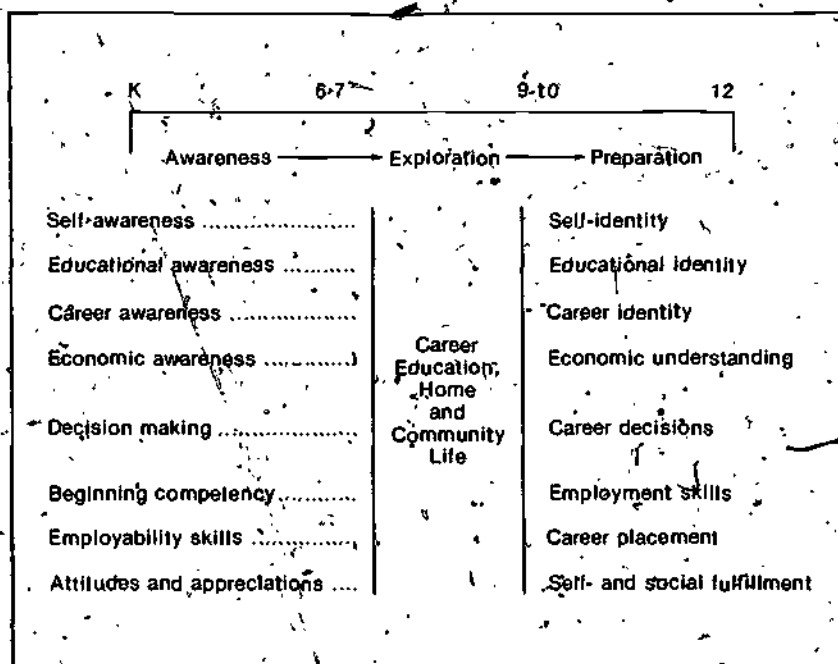 K 6-7 9-10 12
Awareness Exploration Preparation
Self-awareness .................... Self-identity
Educational awareness .......... Educational identity
Career awareness ................. Career identity
Economic awareness ............. Economic understanding
Career
Education,
Home
and
Community
Life
Decision making .................... Career decisions
Beginning competency ........... Employment skills
Employability skills ............... Career placement
Attitudes and appreciations .... Self- and social fulfillment